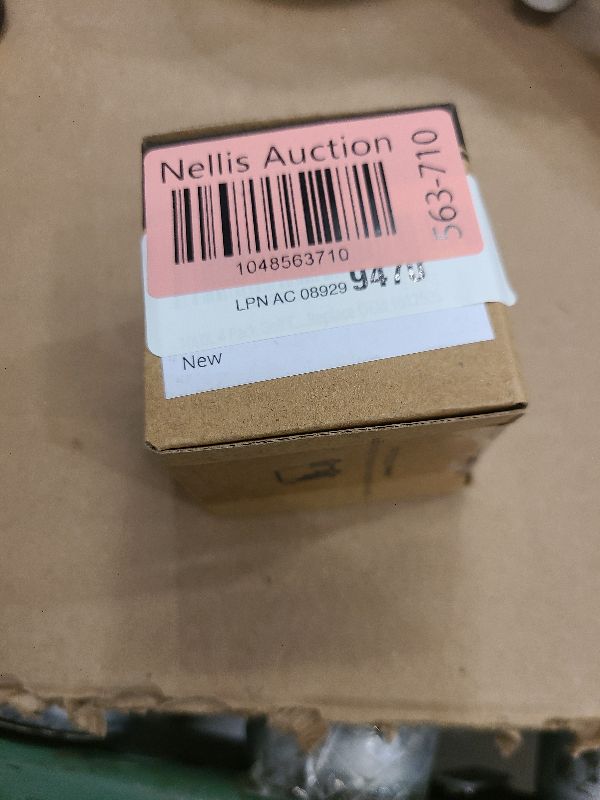 Nellis Auction
563-710
1048563710
LPN AC 08929 9470
New